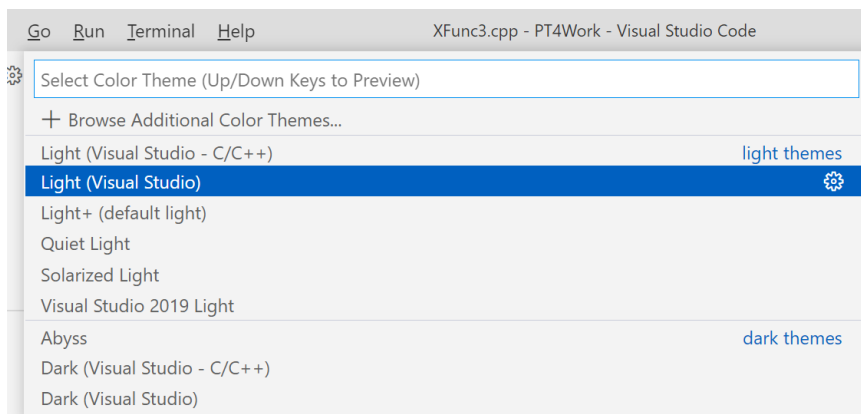 Go Run Terminal Help XFunc3.cpp - PT4Work - Visual Studio Code
Select Color Theme (Up/Down Keys to Preview)
+ Browse Additional Color Themes...
Light (Visual Studio - C/C++) light themes
Light (Visual Studio)
Light+ (default light)
Quiet Light
Solarized Light
Visual Studio 2019 Light
Abyss dark themes
Dark (Visual Studio - C/C++)
Dark (Visual Studio)